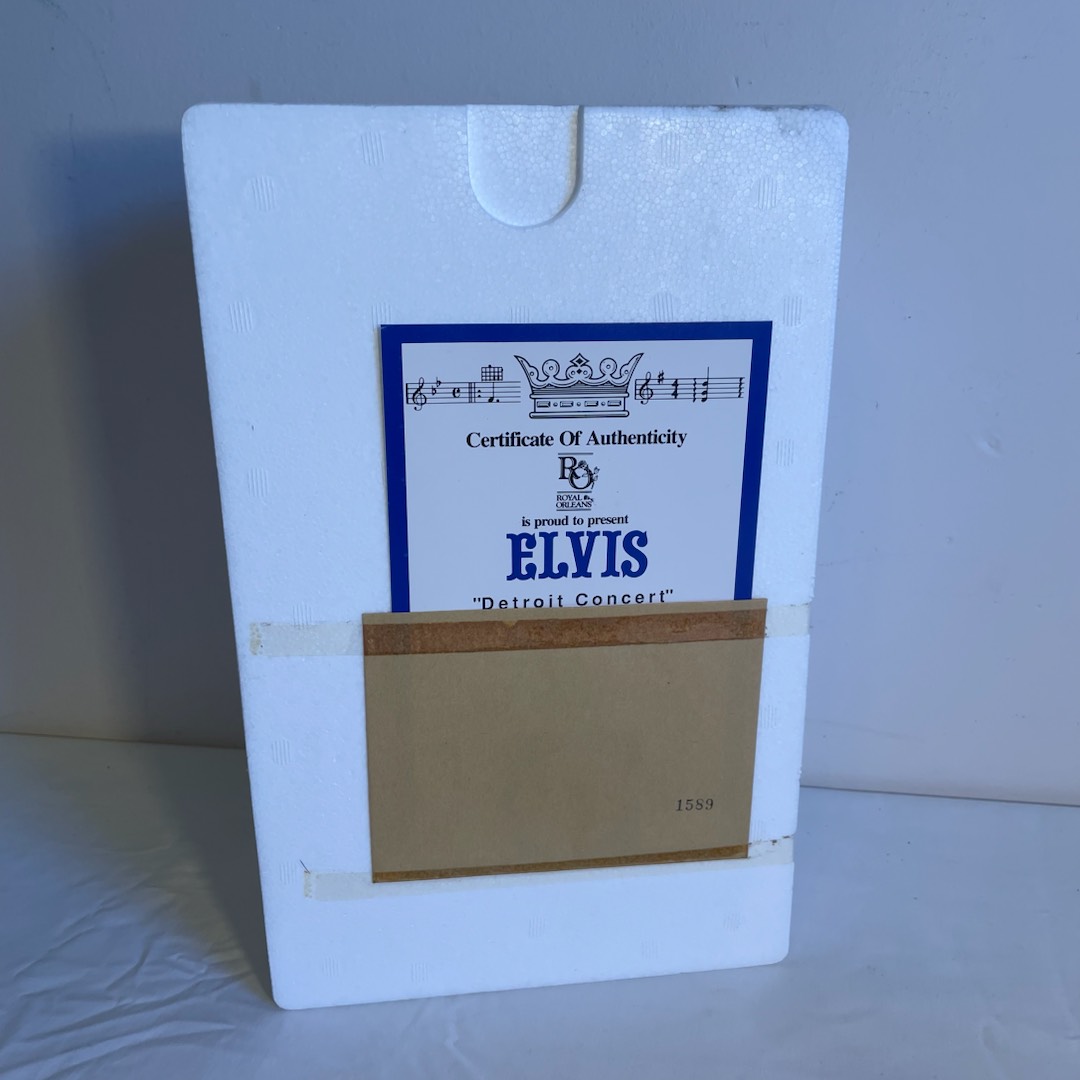 Certificate Of Authenticity
RO
ROYAL
ORLEANS
is proud to present
ELVIS
"Detroit Concert"
1589